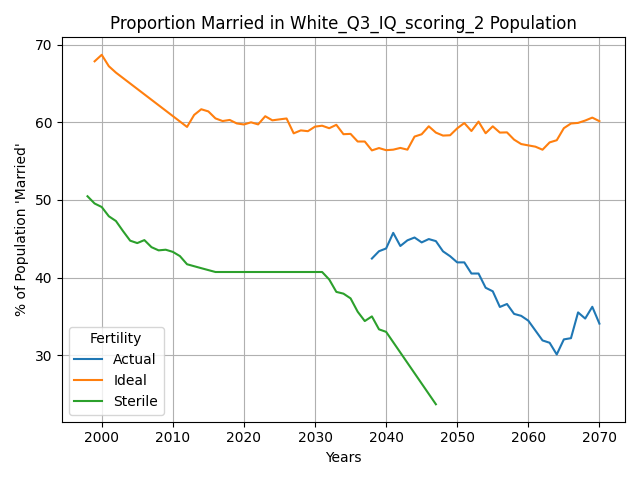 Proportion Married in White_Q3_IQ_scoring_2 Population
% of Population 'Married'
70
60
50
40
30
Fertility
Actual
Ideal
Sterile
2000 2010 2020 2030 2040 2050 2060 2070
Years